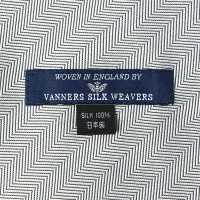 WOVEN IN ENGLAND BY
VANNERS SILK WEAVERS
SILK 100%
日本製